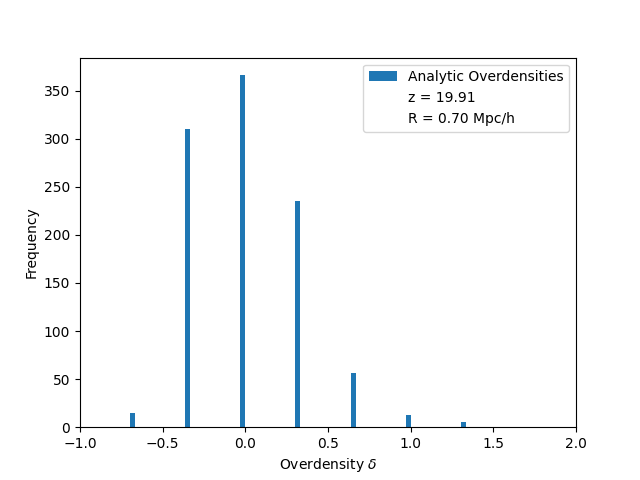 Analytic Overdensities
z = 19.91
R = 0.70 Mpc/h
350
300
250
200
150
100
50
0
Frequency
−1.0 −0.5 0.0 0.5 1.0 1.5 2.0
Overdensity δ